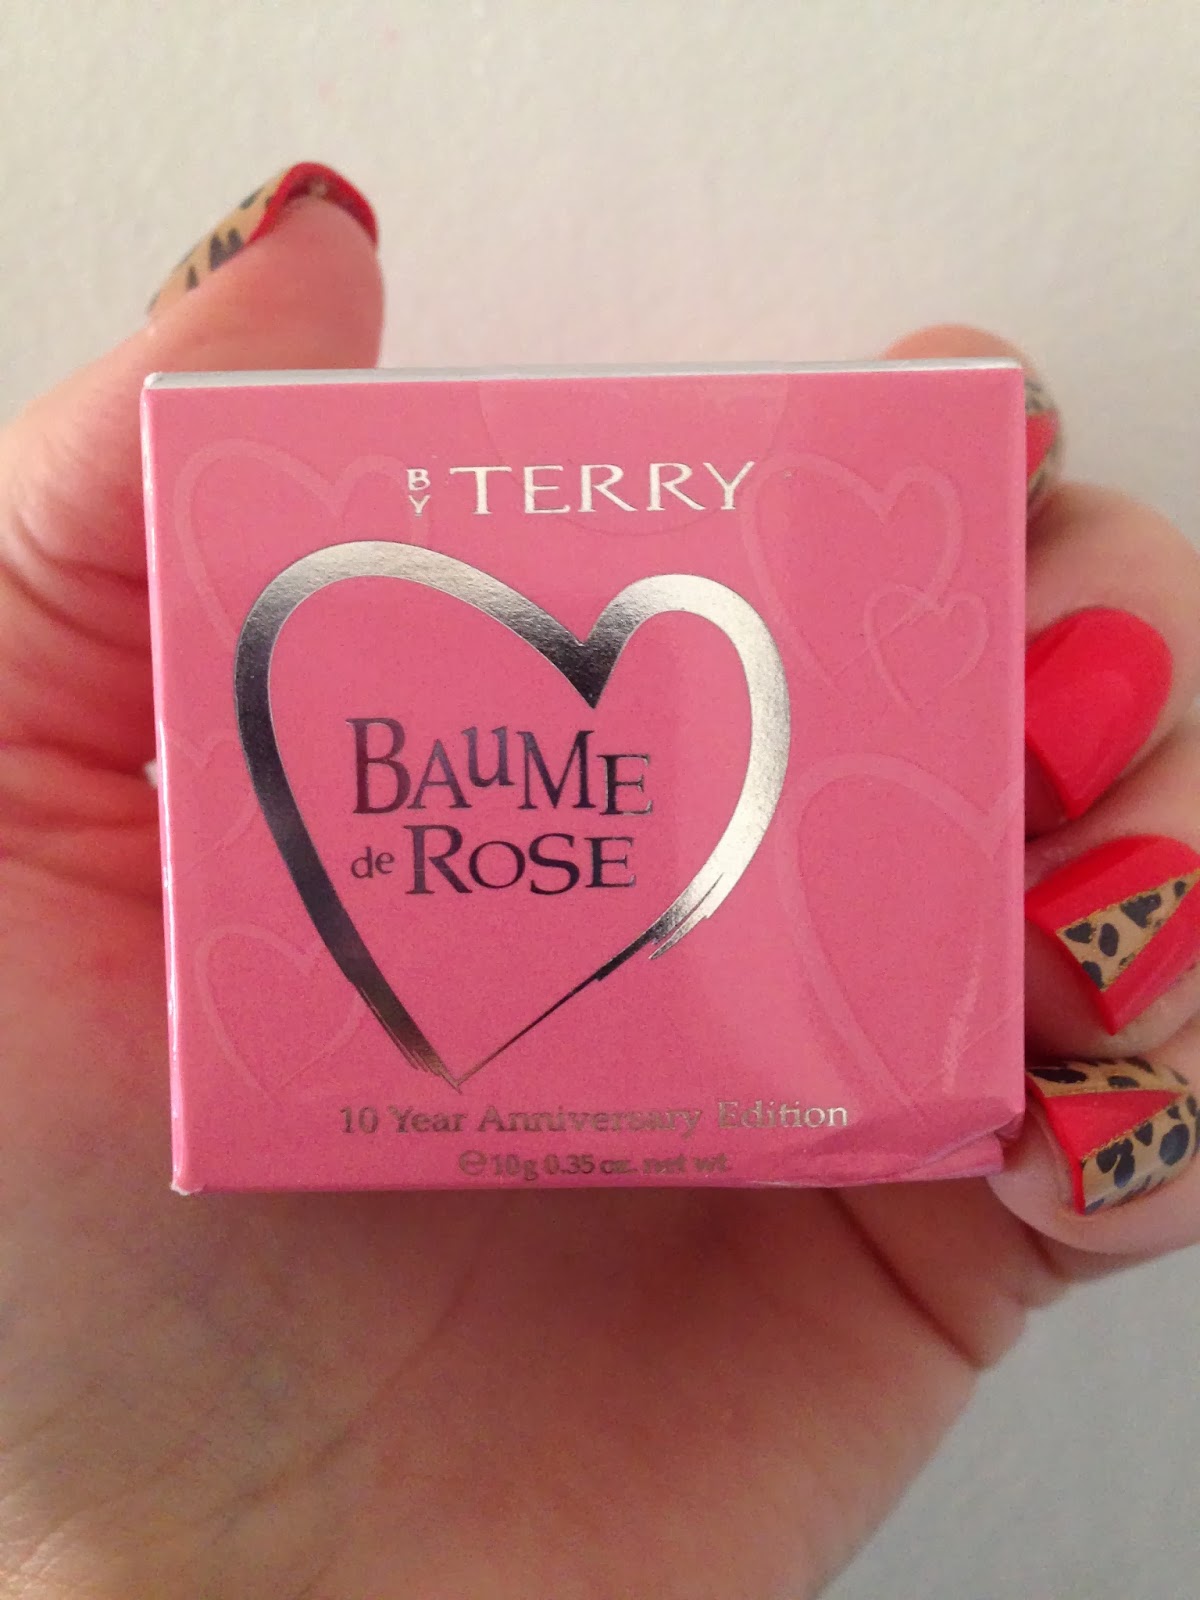 BY TERRY
BAUME
de ROSE
10 Year Anniversary Edition
℮10g 0.35 oz. net wt.